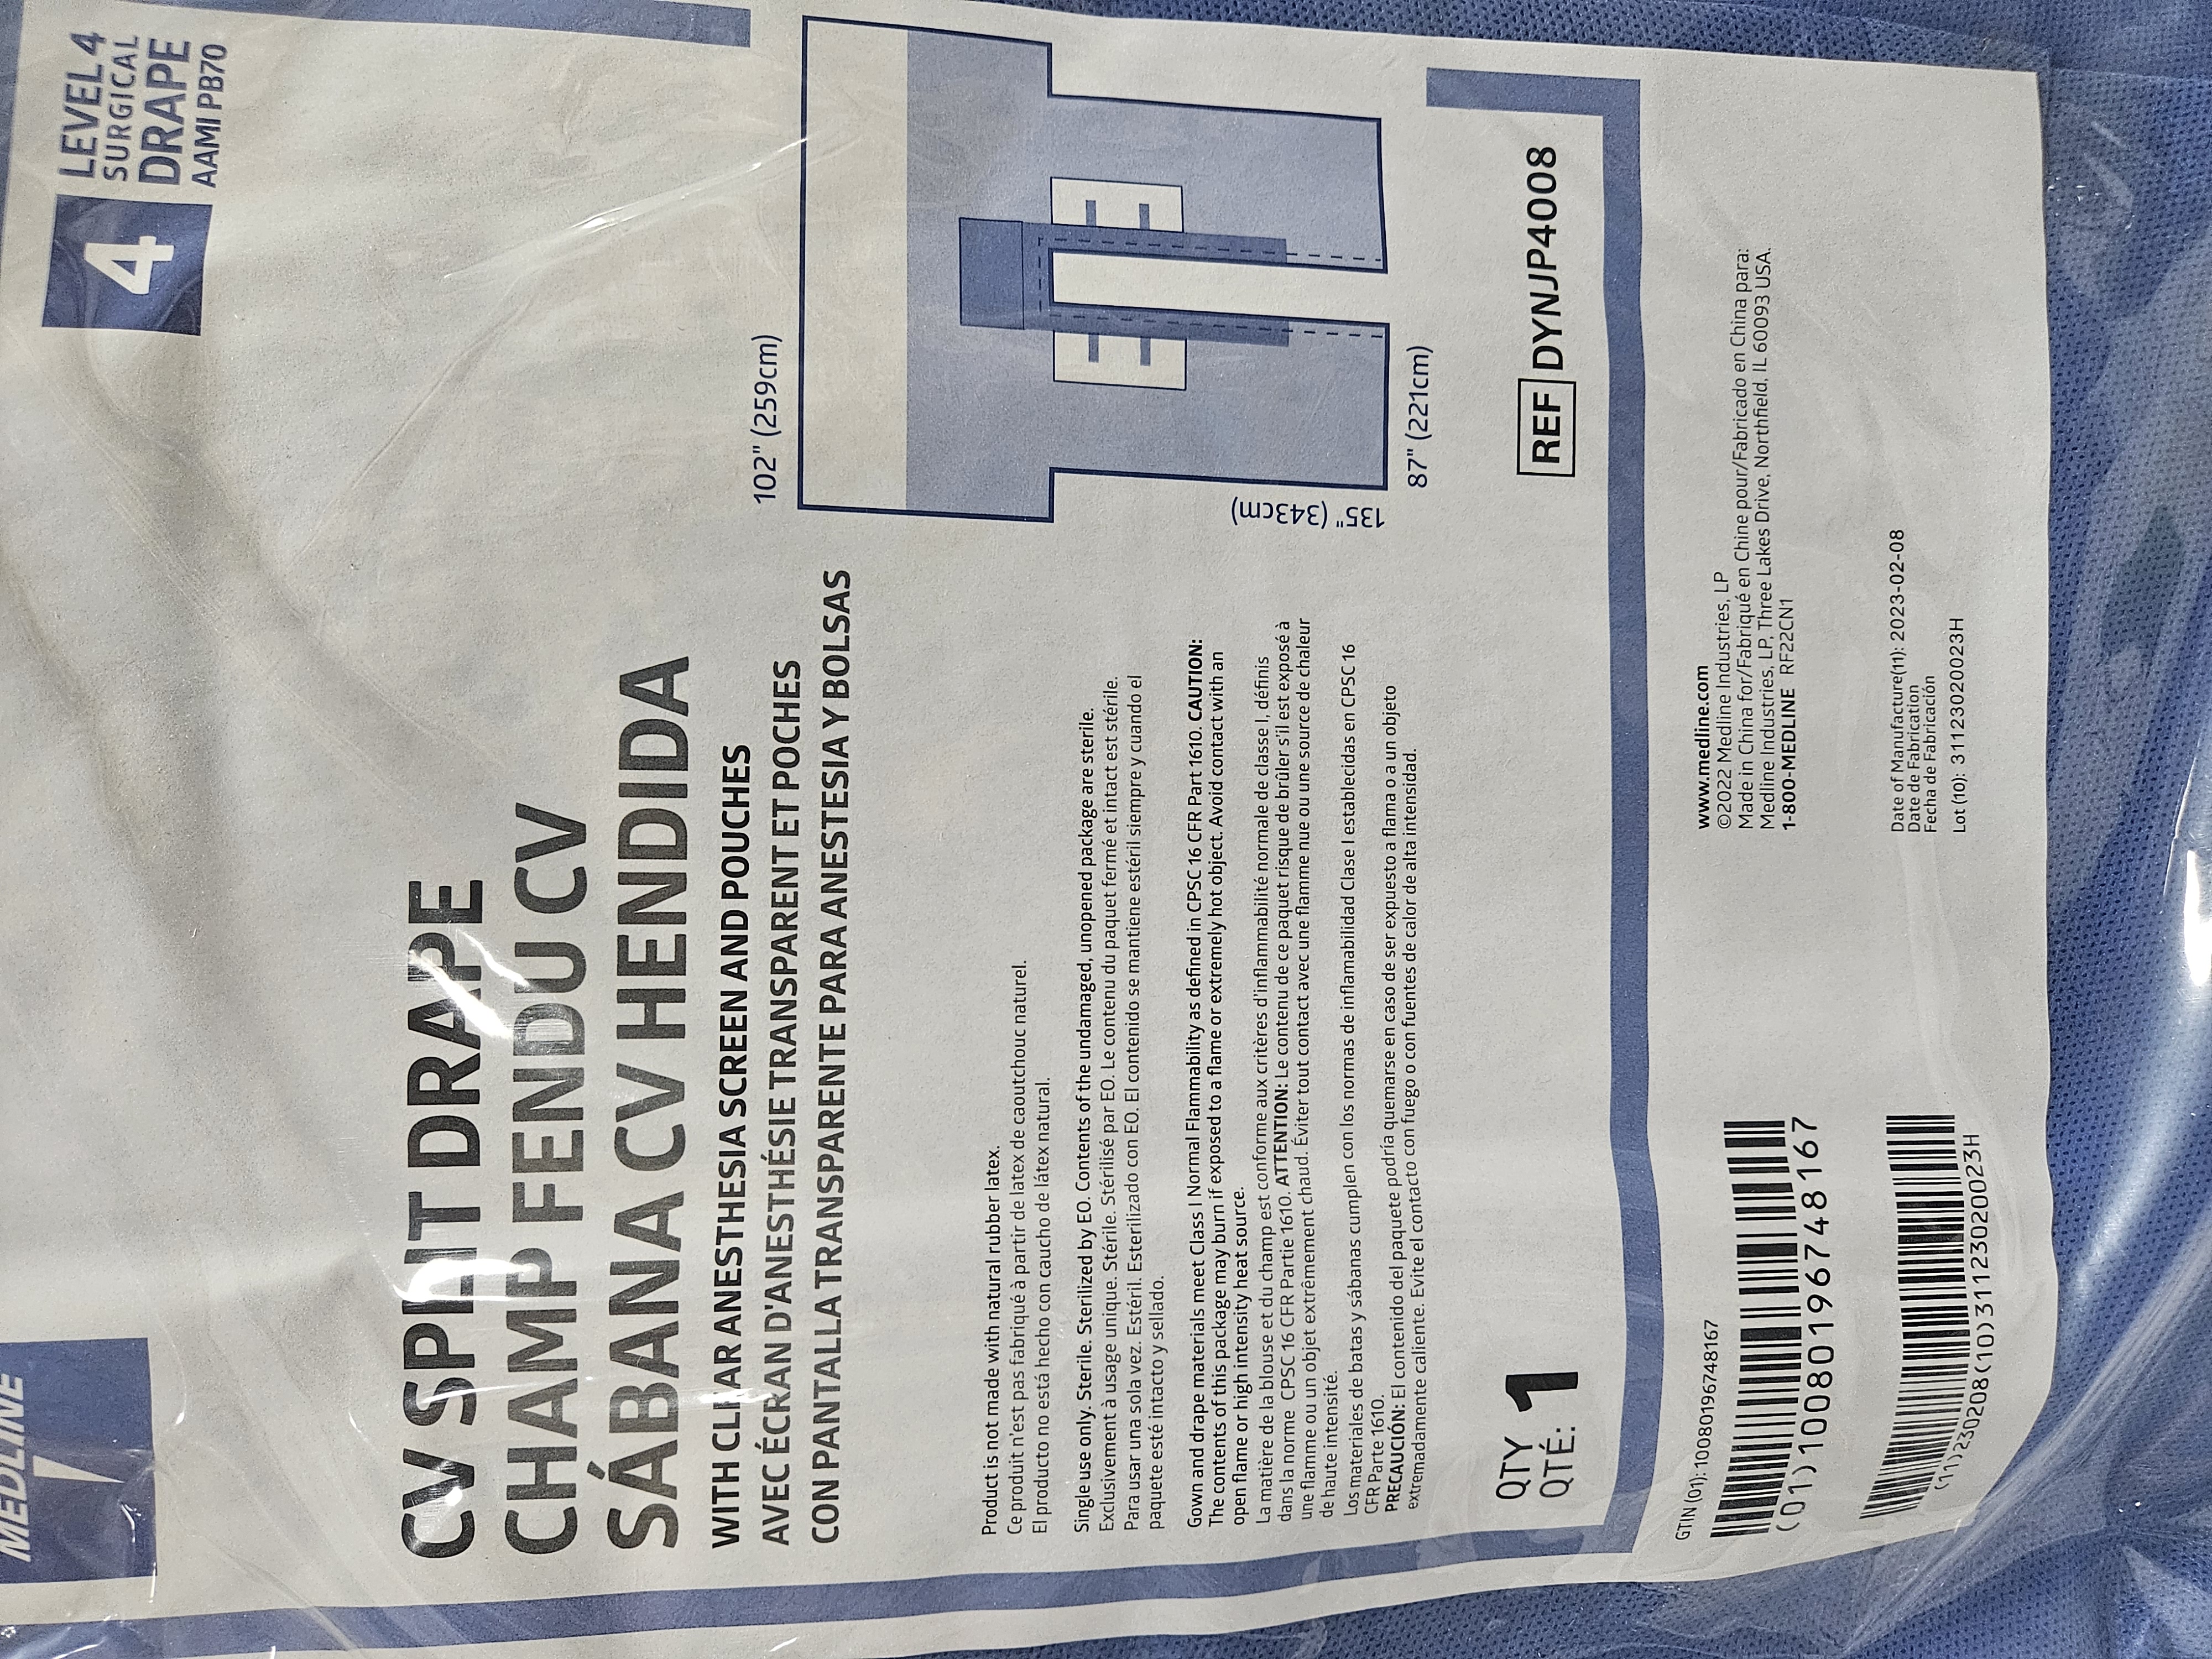 MEDLINE
4
LEVEL 4
SURGICAL
DRAPE
AAMI PB70
CV SPLIT DRAPE
CHAMP FENDU CV
SÁBANA CV HENDIDA
WITH CLEAR ANESTHESIA SCREEN AND POUCHES
AVEC ÉCRAN D'ANESTHÉSIE TRANSPARENT ET POCHES
CON PANTALLA TRANSPARENTE PARA ANESTESIA Y BOLSAS
102" (259cm)
135" (343cm)
87" (221cm)
Product is not made with natural rubber latex.
Ce produit n'est pas fabriqué à partir de latex de caoutchouc naturel.
El producto no está hecho con caucho de látex natural.
Single use only. Sterile. Sterilized by EO. Contents of the undamaged, unopened package are sterile.
Exclusivement à usage unique. Stérile. Stérilisé par EO. Le contenu du paquet fermé et intact est stérile.
Para usar una sola vez. Estéril. Esterilizado con EO. El contenido se mantiene estéril siempre y cuando el
paquete esté intacto y sellado.
Gown and drape materials meet Class I Normal Flammability as defined in CPSC 16 CFR Part 1610. CAUTION:
The contents of this package may burn if exposed to a flame or extremely hot object. Avoid contact with an
open flame or high intensity heat source.
La matière de la blouse et du champ est conforme aux critères d'inflammabilité normale de classe I, définis
dans la norme CPSC 16 CFR Partie 1610. ATTENTION: Le contenu de ce paquet risque de brûler s'il est exposé à
une flamme ou un objet extrêmement chaud. Éviter tout contact avec une flamme nue ou une source de chaleur
de haute intensité.
Los materiales de batas y sábanas cumplen con los normas de inflamabilidad Clase I establecidas en CPSC 16
CFR Parte 1610.
PRECAUCIÓN: El contenido del paquete podría quemarse en caso de ser expuesto a flama o a un objeto
extremadamente caliente. Evite el contacto con fuego o con fuentes de calor de alta intensidad.
QTY
QTÉ: 1
REF DYNJP4008
GTIN (01): 10080196748167
(01)10080196748167
(11)230208(10)31123020023H
www.medline.com
©2022 Medline Industries, LP
Made in China for/Fabriqué en Chine pour/Fabricado en China para:
Medline Industries, LP, Three Lakes Drive, Northfield, IL 60093 USA.
1-800-MEDLINE RF22CN1
Date of Manufacture(11): 2023-02-08
Date de Fabrication
Fecha de Fabricación
Lot (10): 31123020023H